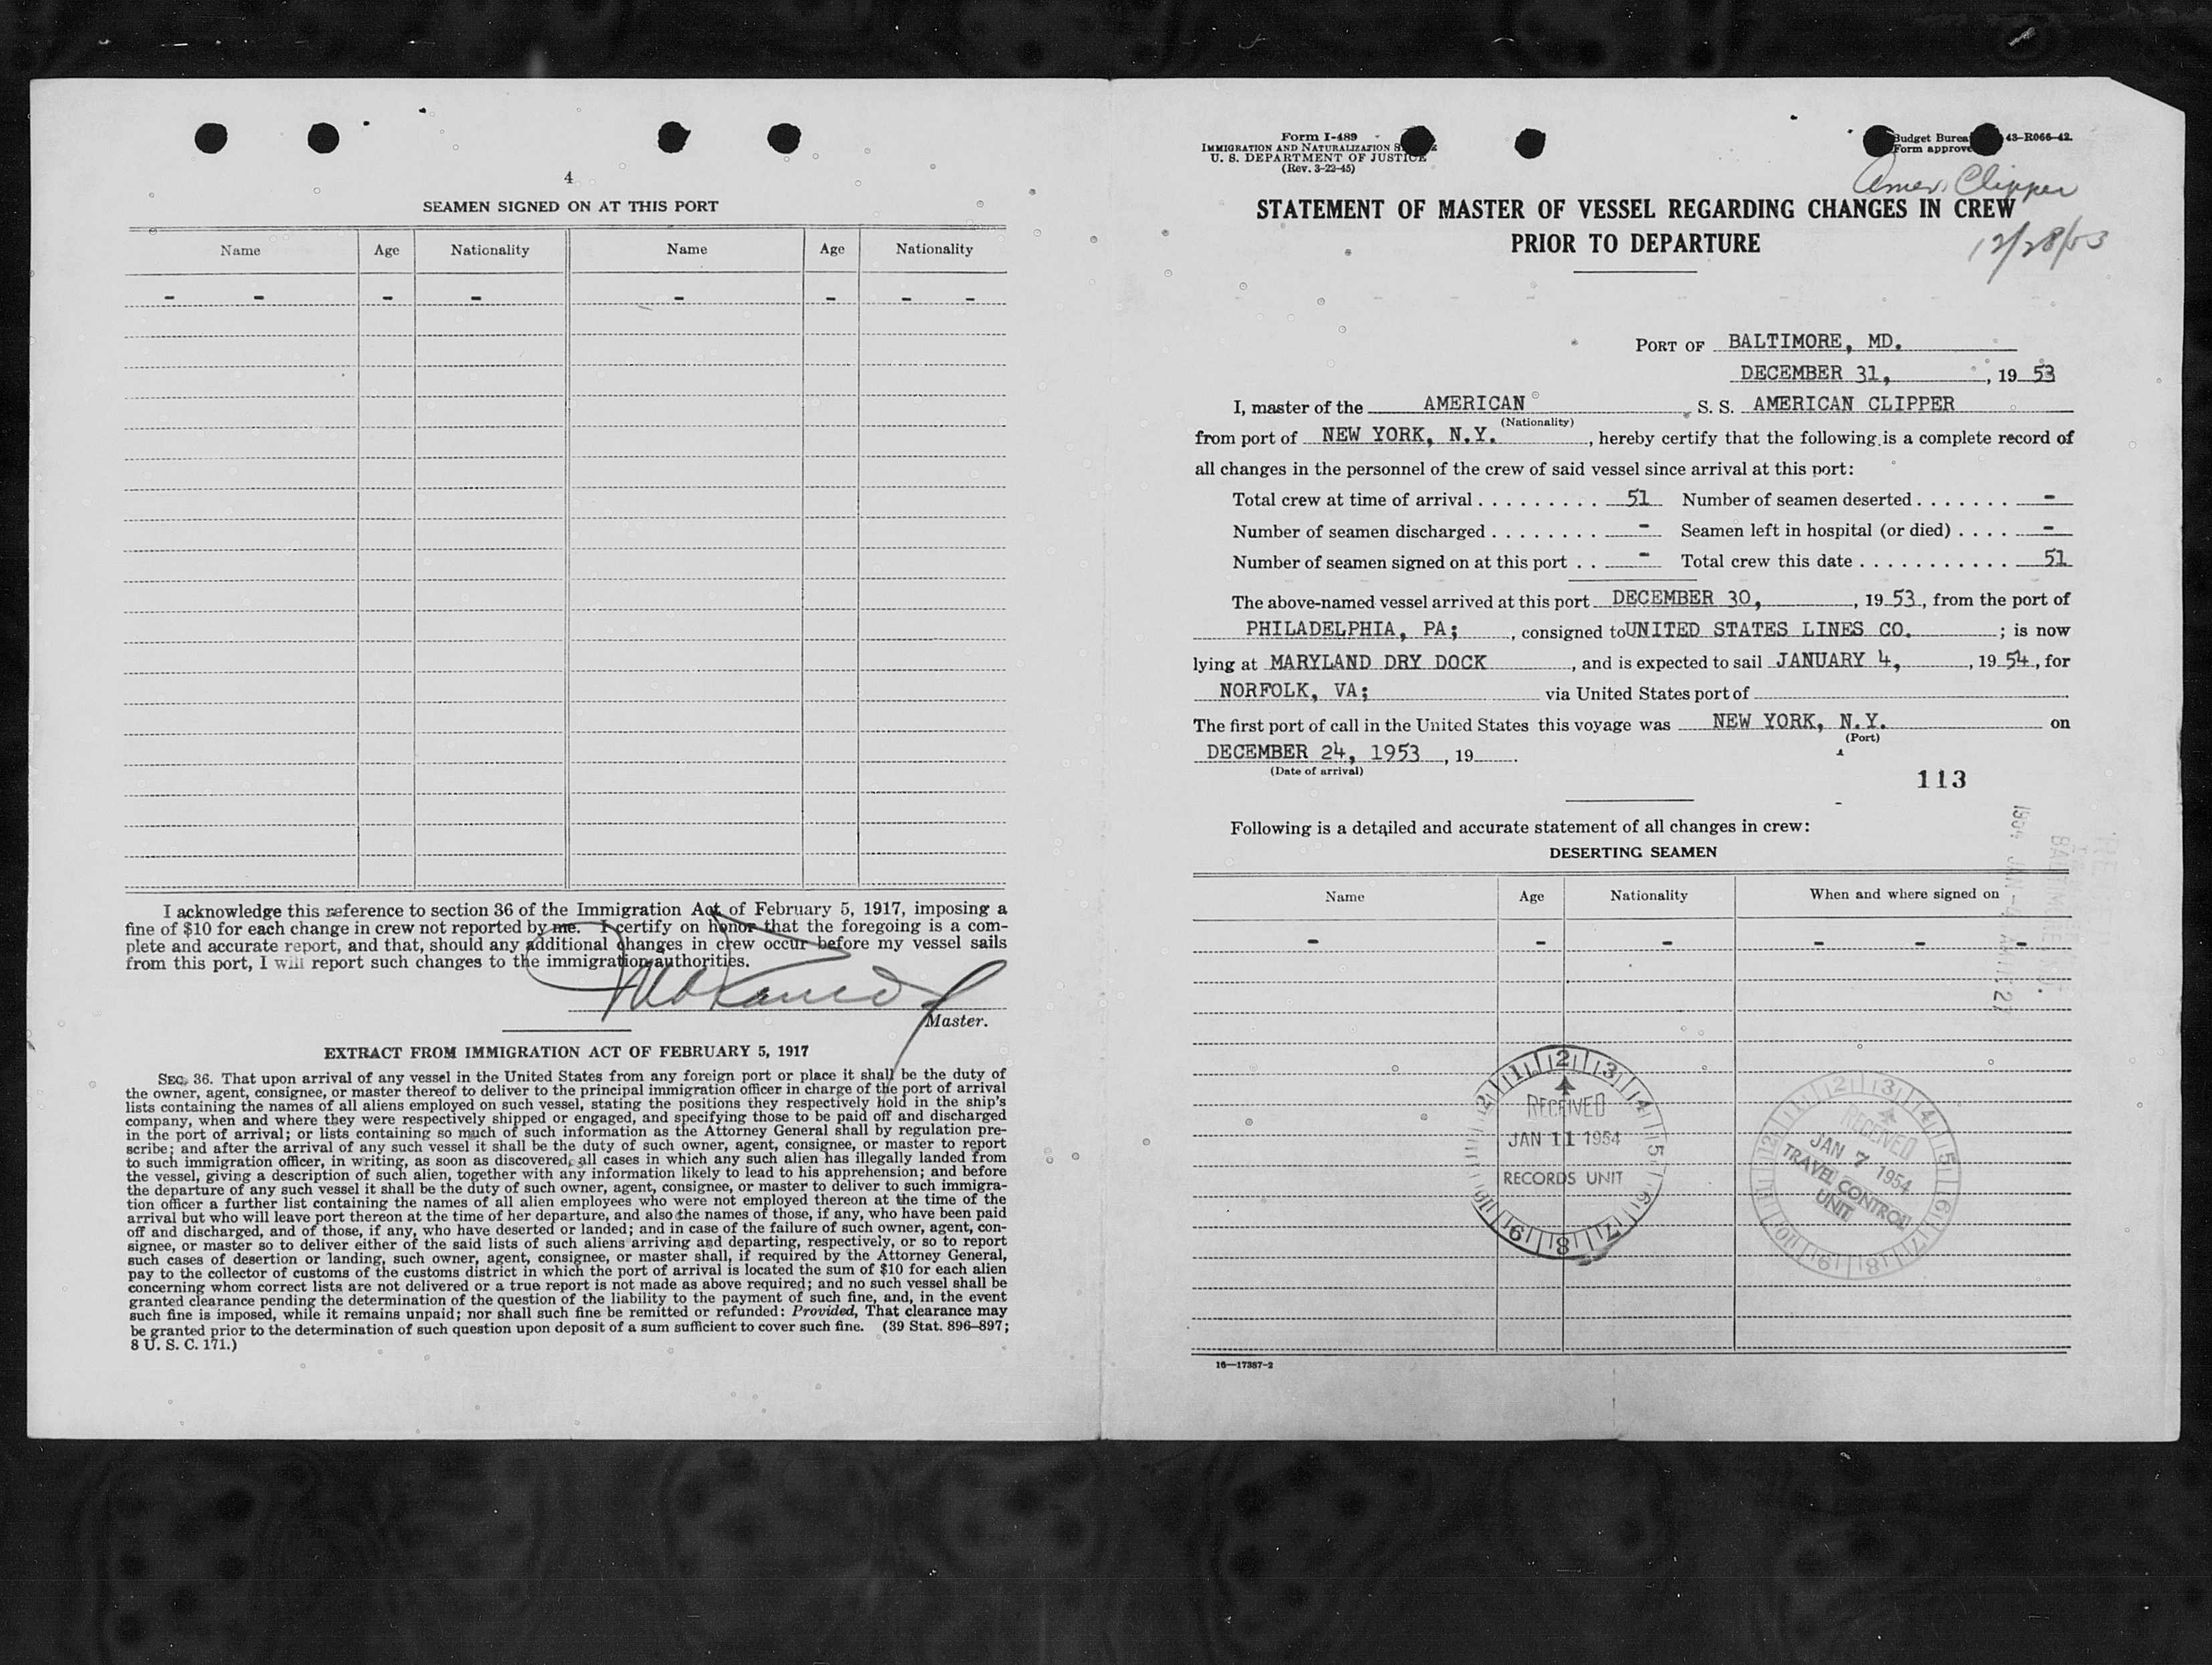 4
SEAMEN SIGNED ON AT THIS PORT
Name Age Nationality Name Age Nationality
- - - - - - - -
I acknowledge this reference to section 36 of the Immigration Act of February 5, 1917, imposing a
fine of $10 for each change in crew not reported by me. I certify on honor that the foregoing is a com-
plete and accurate report, and that, should any additional changes in crew occur before my vessel sails
from this port, I will report such changes to the immigration authorities.
Master.
EXTRACT FROM IMMIGRATION ACT OF FEBRUARY 5, 1917
SEC. 36. That upon arrival of any vessel in the United States from any foreign port or place it shall be the duty of
the owner, agent, consignee, or master thereof to deliver to the principal immigration officer in charge of the port of arrival
lists containing the names of all aliens employed on such vessel, stating the positions they respectively hold in the ship's
company, when and where they were respectively shipped or engaged, and specifying those to be paid off and discharged
in the port of arrival; or lists containing so much of such information as the Attorney General shall by regulation pre-
scribe; and after the arrival of any such vessel it shall be the duty of such owner, agent, consignee, or master to report
to such immigration officer, in writing, as soon as discovered, all cases in which any such alien has illegally landed from
the vessel, giving a description of such alien, together with any information likely to lead to his apprehension; and before
the departure of any such vessel it shall be the duty of such owner, agent, consignee, or master to deliver to such immigra-
tion officer a further list containing the names of all alien employees who were not employed thereon at the time of the
arrival but who will leave port thereon at the time of her departure, and also the names of those, if any, who have been paid
off and discharged, and of those, if any, who have deserted or landed; and in case of the failure of such owner, agent, con-
signee, or master so to deliver either of the said lists of such aliens arriving and departing, respectively, or so to report
such cases of desertion or landing, such owner, agent, consignee, or master shall, if required by the Attorney General,
pay to the collector of customs of the customs district in which the port of arrival is located the sum of $10 for each alien
concerning whom correct lists are not delivered or a true report is not made as above required; and no such vessel shall be
granted clearance pending the determination of the question of the liability to the payment of such fine, and, in the event
such fine is imposed, while it remains unpaid; nor shall such fine be remitted or refunded: Provided, That clearance may
be granted prior to the determination of such question upon deposit of a sum sufficient to cover such fine. (39 Stat. 896–897;
8 U. S. C. 171.)
Form I-489
IMMIGRATION AND NATURALIZATION
U. S. DEPARTMENT OF JUSTICE
(Rev. 3-22-45)
Budget Bureau 43-R066-42.
Form approved
Amer. Clipper
STATEMENT OF MASTER OF VESSEL REGARDING CHANGES IN CREW
PRIOR TO DEPARTURE
12/28/53
PORT OF BALTIMORE, MD.
DECEMBER 31, , 19 53
I, master of the AMERICAN S. S. AMERICAN CLIPPER
(Nationality)
from port of NEW YORK, N.Y. , hereby certify that the following is a complete record of
all changes in the personnel of the crew of said vessel since arrival at this port:
Total crew at time of arrival . . . . . . . . . 51 Number of seamen deserted . . . . . . . -
Number of seamen discharged . . . . . . . . - Seamen left in hospital (or died) . . . . -
Number of seamen signed on at this port . . - Total crew this date . . . . . . . . . . . 51
The above-named vessel arrived at this port DECEMBER 30, , 19 53, from the port of
PHILADELPHIA, PA; , consigned to UNITED STATES LINES CO. ; is now
lying at MARYLAND DRY DOCK , and is expected to sail JANUARY 4, , 19 54, for
NORFOLK, VA; via United States port of
The first port of call in the United States this voyage was NEW YORK, N.Y. on
(Port)
DECEMBER 24, 1953 , 19 .
(Date of arrival)
113
Following is a detailed and accurate statement of all changes in crew:
DESERTING SEAMEN
Name Age Nationality When and where signed on
- - - - - -
RECEIVED
JAN 11 1954
RECORDS UNIT
RECEIVED
JAN 7 1954
TRAVEL CONTROL
UNIT
16—17387-2